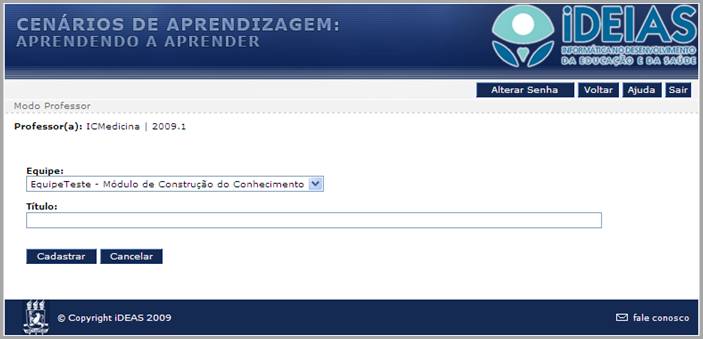 CENÁRIOS DE APRENDIZAGEM:
APRENDENDO A APRENDER
iDEIAS
INFORMÁTICA NO DESENVOLVIMENTO
DA EDUCAÇÃO E DA SAÚDE
Alterar Senha Voltar Ajuda Sair
Modo Professor
Professor(a): ICMedicina | 2009.1
Equipe:
EquipeTeste - Módulo de Construção do Conhecimento
Título:
Cadastrar Cancelar
© Copyright iDEAS 2009 fale conosco